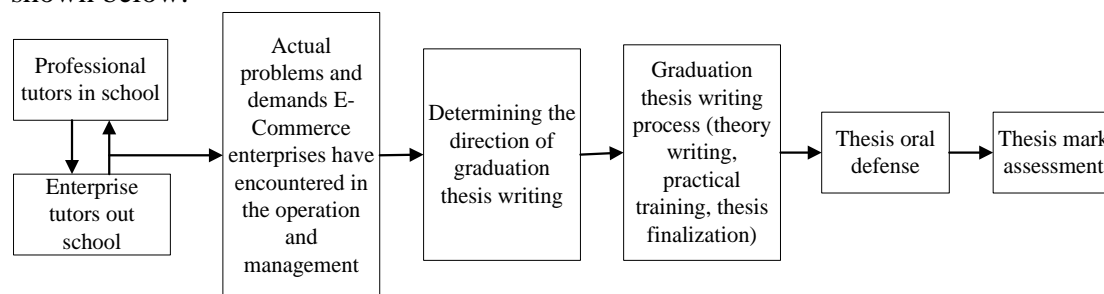 shown below:
Professional
tutors in school
Enterprise
tutors out
school
Actual
problems and
demands E-
Commerce
enterprises have
encountered in
the operation
and
management
Determining the
direction of
graduation
thesis writing
Graduation
thesis writing
process (theory
writing,
practical
training, thesis
finalization)
Thesis oral
defense
Thesis mark
assessment